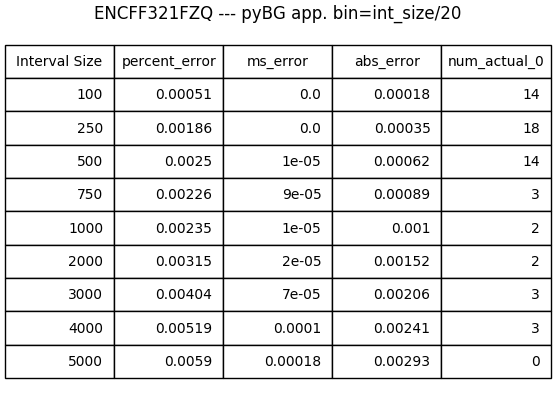 ENCFF321FZQ --- pyBG app. bin=int_size/20
Interval Size percent_error ms_error abs_error num_actual_0
100 0.00051 0.0 0.00018 14
250 0.00186 0.0 0.00035 18
500 0.0025 1e-05 0.00062 14
750 0.00226 9e-05 0.00089 3
1000 0.00235 1e-05 0.001 2
2000 0.00315 2e-05 0.00152 2
3000 0.00404 7e-05 0.00206 3
4000 0.00519 0.0001 0.00241 3
5000 0.0059 0.00018 0.00293 0